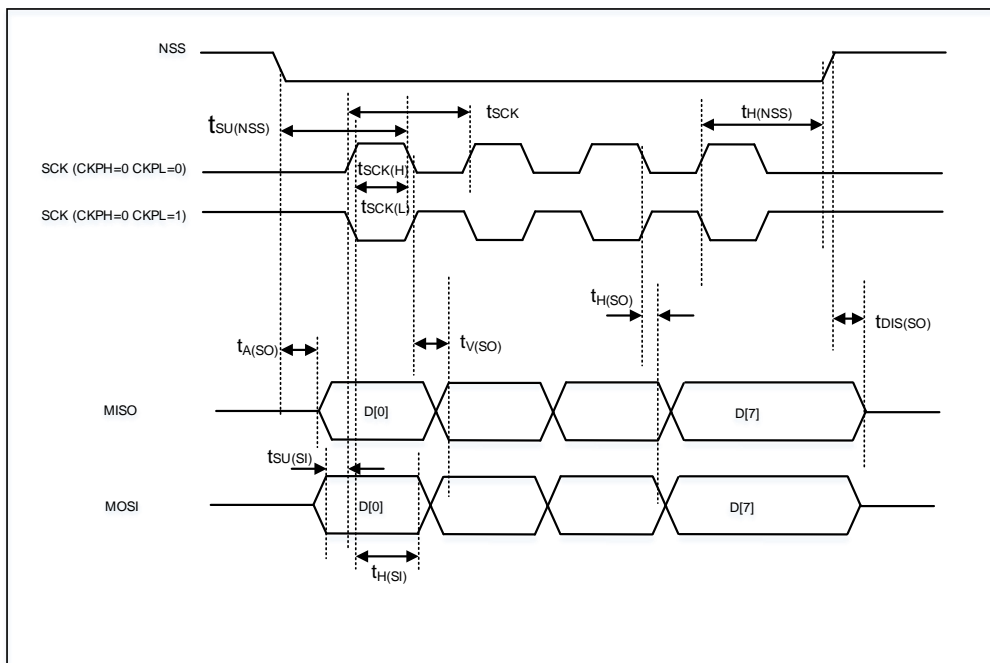 NSS
tSCK
tH(NSS)
tSU(NSS)
SCK (CKPH=0 CKPL=0)
tSCK(H)
tSCK(L)
SCK (CKPH=0 CKPL=1)
tH(SO)
tDIS(SO)
tV(SO)
tA(SO)
MISO
D[0]
D[7]
tSU(SI)
MOSI
D[0]
D[7]
tH(SI)